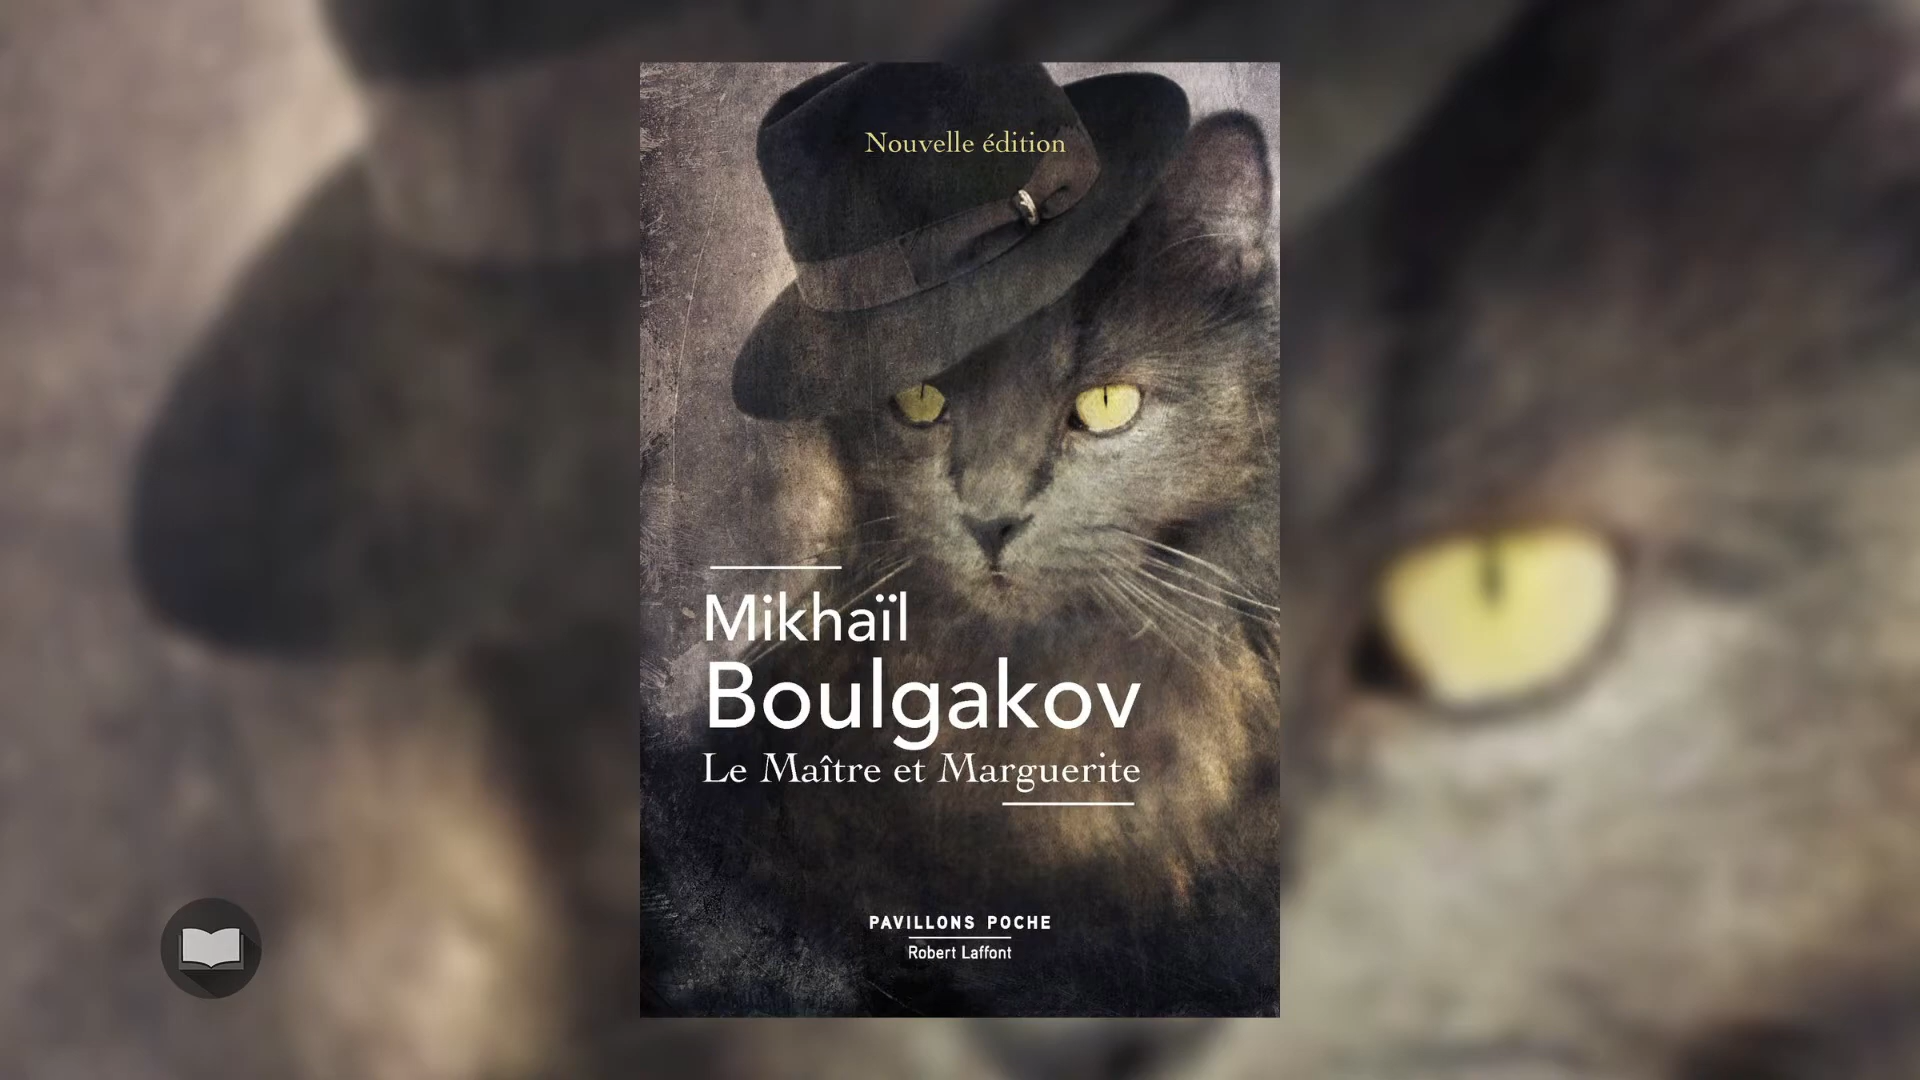 Nouvelle édition
Mikhaïl
Boulgakov
Le Maître et Marguerite
PAVILLONS POCHE
Robert Laffont